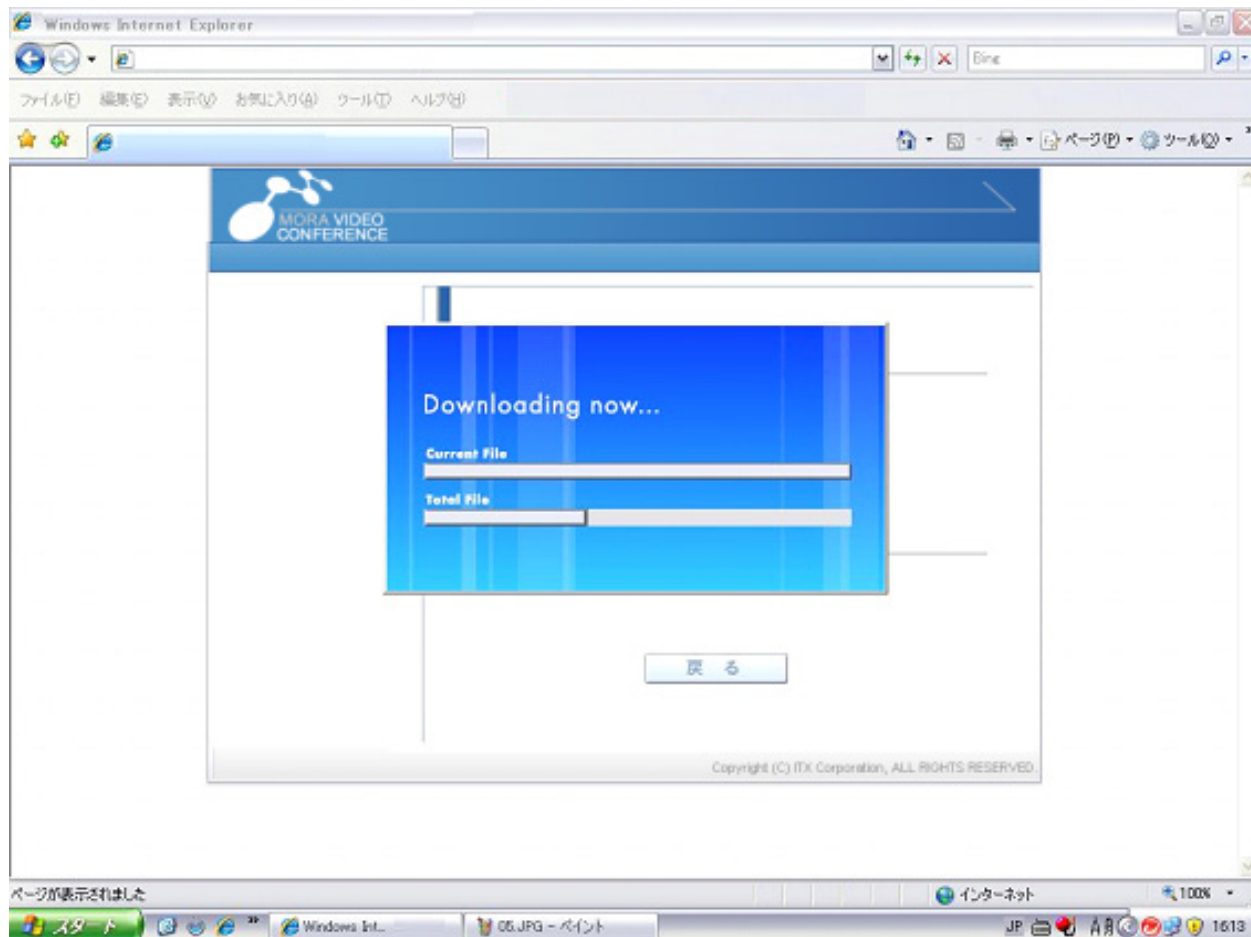 Windows Internet Explorer
Bing
ファイル(F) 編集(E) 表示(V) お気に入り(A) ツール(T) ヘルプ(H)
ページ(P) ツール(O)
MORA VIDEO
CONFERENCE
Downloading now...
Current File
Total File
戻 る
Copyright (C) ITX Corporation, ALL RIGHTS RESERVED.
ページが表示されました
インターネット
100%
スタート
Windows Int...
05.JPG - ペイント
JP
A
16:13